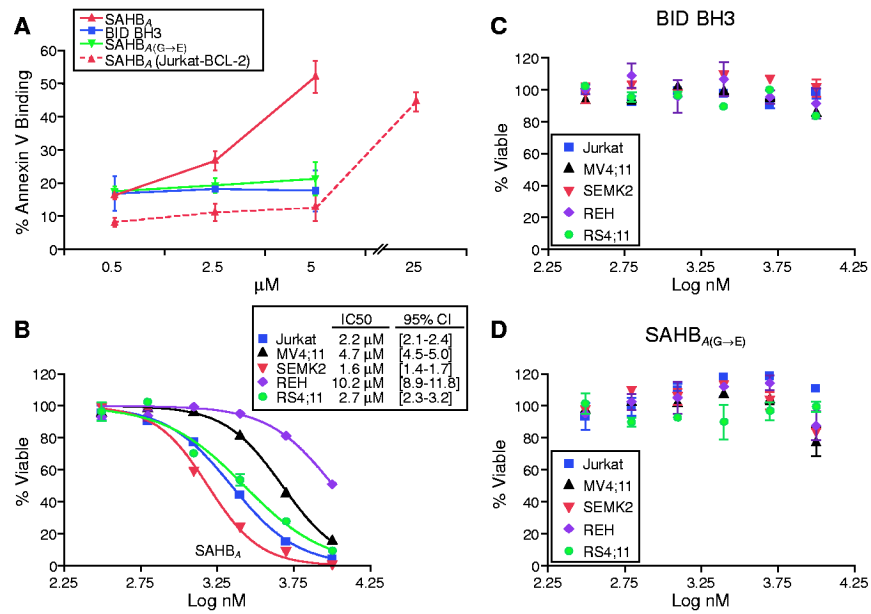 A
SAHBA
BID BH3
SAHBA(G→E)
SAHBA (Jurkat-BCL-2)
% Annexin V Binding
60
50
40
30
20
10
0
0.5 2.5 5 25
μM
B
IC50 95% CI
Jurkat 2.2 μM [2.1-2.4]
MV4;11 4.7 μM [4.5-5.0]
SEMK2 1.6 μM [1.4-1.7]
REH 10.2 μM [8.9-11.8]
RS4;11 2.7 μM [2.3-3.2]
% Viable
120
100
80
60
40
20
0
SAHBA
2.25 2.75 3.25 3.75 4.25
Log nM
C
BID BH3
% Viable
120
100
80
60
40
20
0
Jurkat
MV4;11
SEMK2
REH
RS4;11
2.25 2.75 3.25 3.75 4.25
Log nM
D
SAHBA(G→E)
% Viable
120
100
80
60
40
20
0
Jurkat
MV4;11
SEMK2
REH
RS4;11
2.25 2.75 3.25 3.75 4.25
Log nM